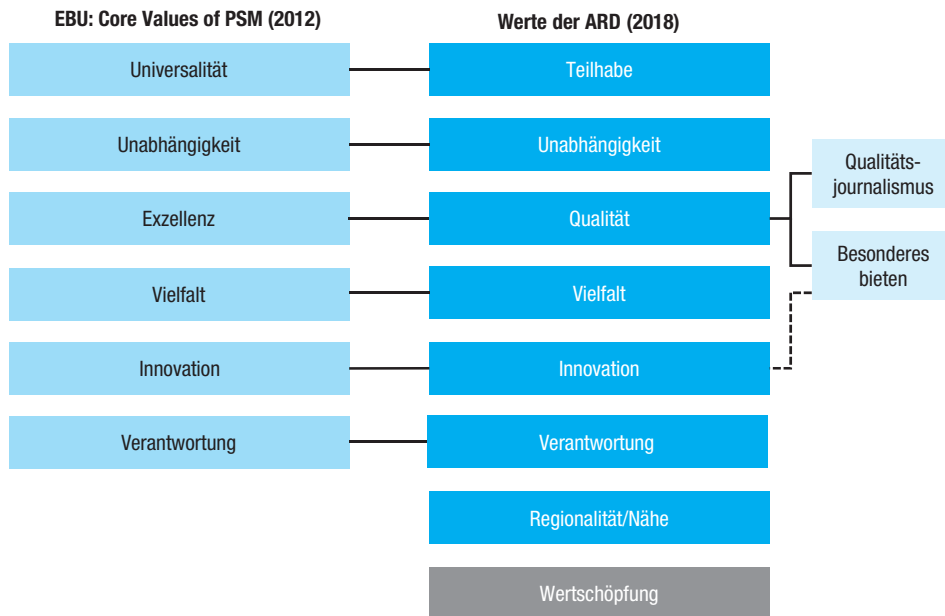 EBU: Core Values of PSM (2012)
Werte der ARD (2018)
Universalität
Teilhabe
Unabhängigkeit
Unabhängigkeit
Qualitäts-
journalismus
Exzellenz
Qualität
Besonderes
bieten
Vielfalt
Vielfalt
Innovation
Innovation
Verantwortung
Verantwortung
Regionalität/Nähe
Wertschöpfung